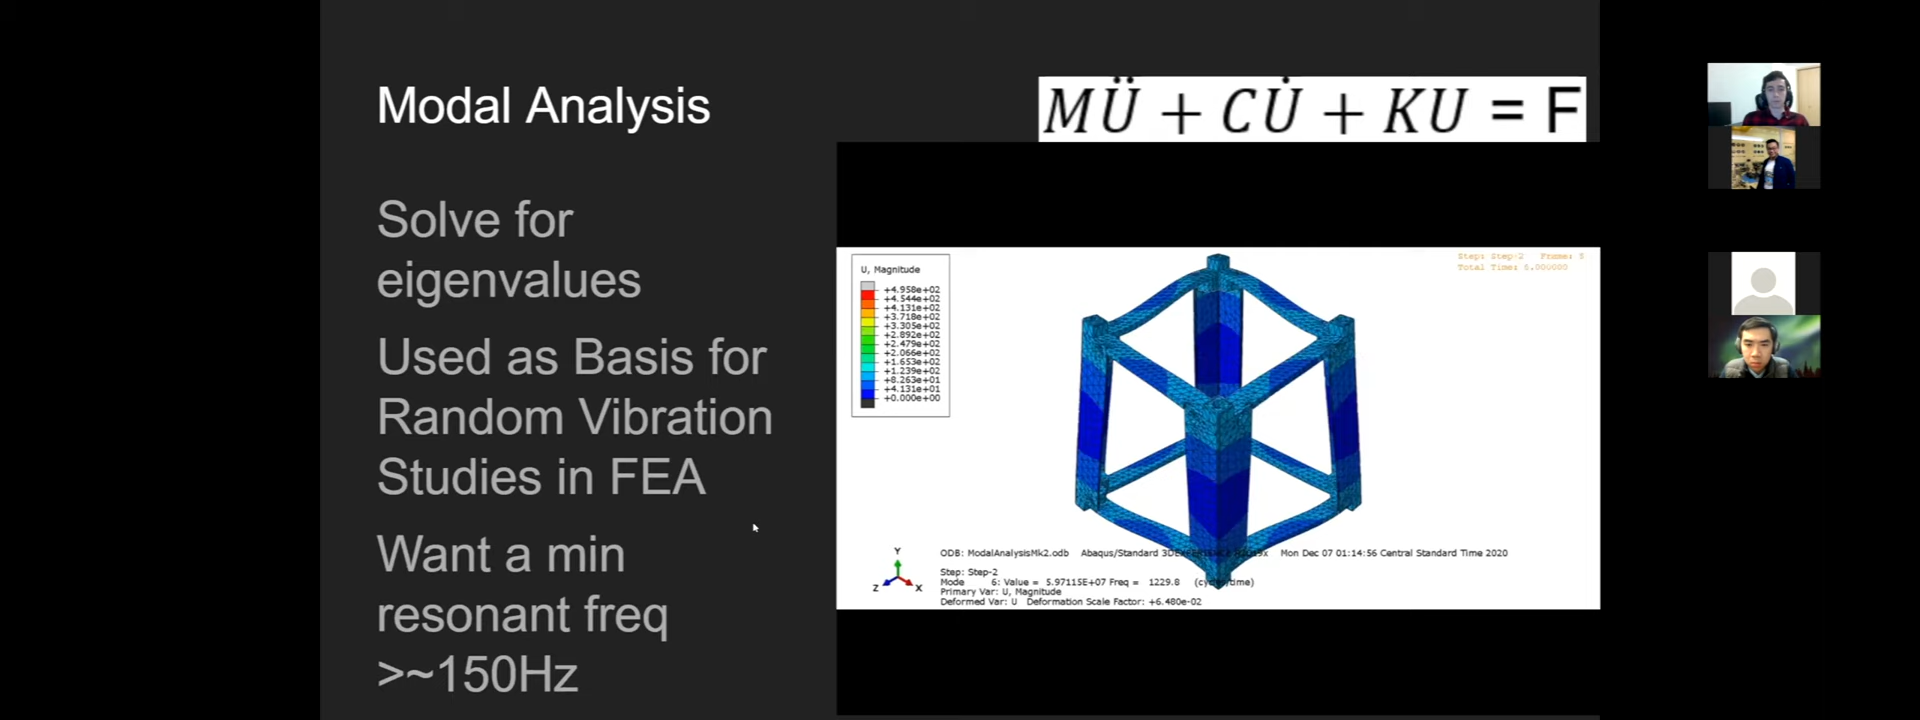 Modal Analysis
MÜ + CU̇ + KU = F
Solve for
eigenvalues
Used as Basis for
Random Vibration
Studies in FEA
Want a min
resonant freq
>~150Hz
U, Magnitude
+4.958e+02
+4.544e+02
+4.131e+02
+3.718e+02
+3.305e+02
+2.892e+02
+2.479e+02
+2.066e+02
+1.653e+02
+1.239e+02
+8.263e+01
+4.131e+01
+0.000e+00
Step: Step-2 Frame: 5
Total Time: 6.000000
Y
Z
X
ODB: ModalAnalysisMk2.odb Abaqus/Standard Mon Dec 07 01:14:56 Central Standard Time 2020
Step: Step-2
Mode 6: Value = 5.97115E+07 Freq = 1229.8 (cycles/time)
Primary Var: U, Magnitude
Deformed Var: U Deformation Scale Factor: +6.480e-02